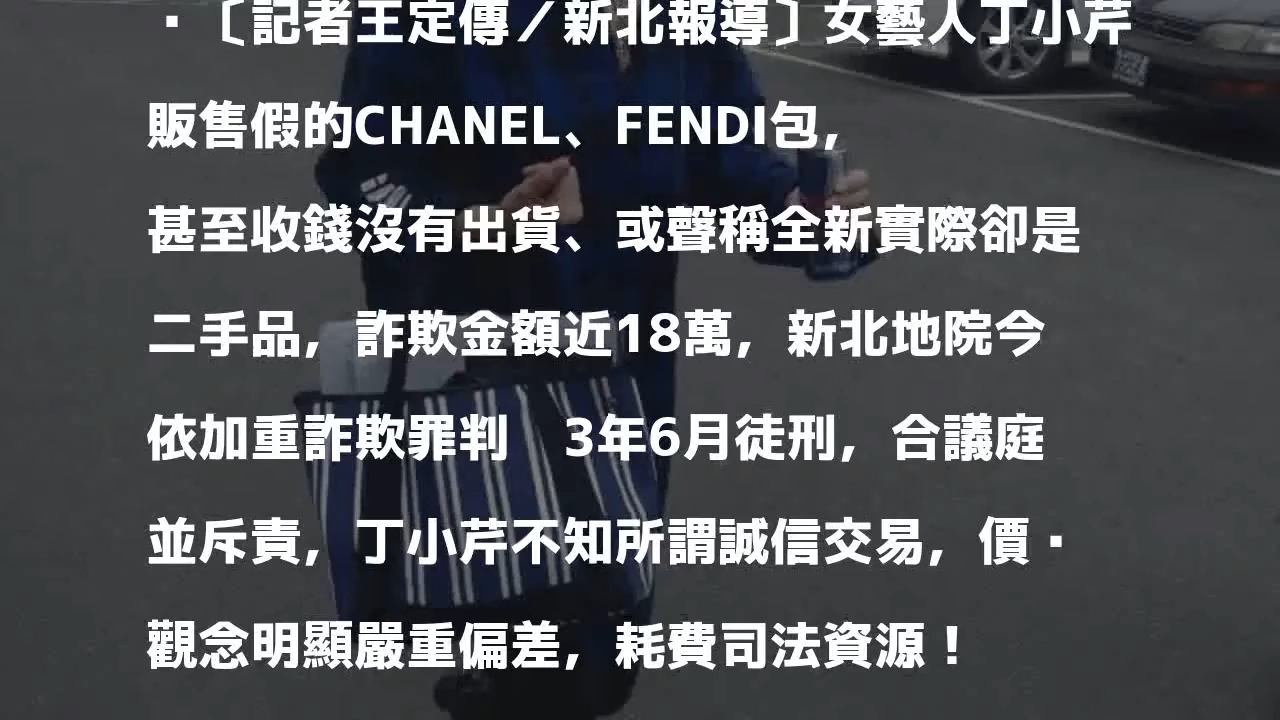 ·〔記者王定傳／新北報導〕女藝人丁小芹
販售假的CHANEL、FENDI包，
甚至收錢沒有出貨、或聲稱全新實際卻是
二手品，詐欺金額近18萬，新北地院今
依加重詐欺罪判　3年6月徒刑，合議庭
並斥責，丁小芹不知所謂誠信交易，價·
觀念明顯嚴重偏差，耗費司法資源！